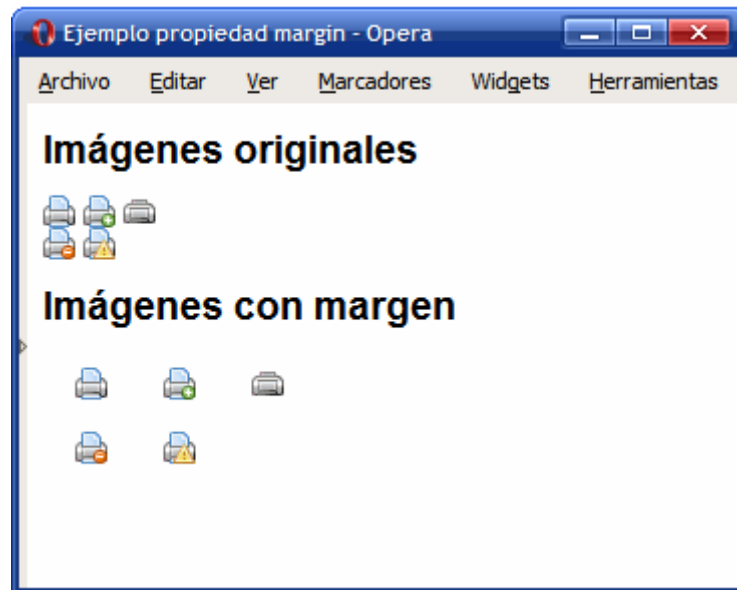 Ejemplo propiedad margin - Opera
Archivo Editar Ver Marcadores Widgets Herramientas
Imágenes originales
Imágenes con margen